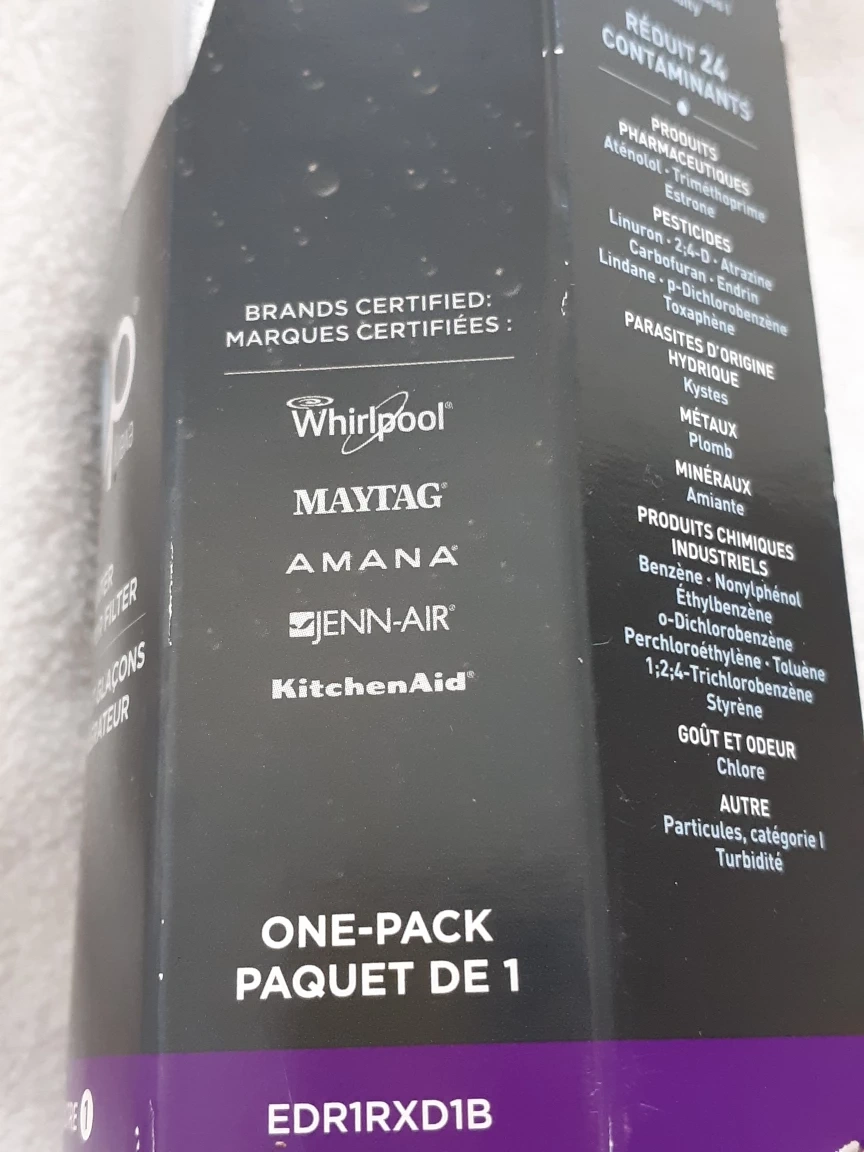 BRANDS CERTIFIED:
MARQUES CERTIFIÉES :
Whirlpool®
MAYTAG®
AMANA®
JENN-AIR®
KitchenAid®
ONE-PACK
PAQUET DE 1
EDR1RXD1B
RÉDUIT 24
CONTAMINANTS
PRODUITS
PHARMACEUTIQUES
Aténolol · Triméthoprime
Estrone
PESTICIDES
Linuron · 2;4-D · Atrazine
Carbofuran · Endrin
Lindane · p-Dichlorobenzène
Toxaphène
PARASITES D'ORIGINE
HYDRIQUE
Kystes
MÉTAUX
Plomb
MINÉRAUX
Amiante
PRODUITS CHIMIQUES
INDUSTRIELS
Benzène · Nonylphénol
Éthylbenzène
o-Dichlorobenzène
Perchloroéthylène · Toluène
1;2;4-Trichlorobenzène
Styrène
GOÛT ET ODEUR
Chlore
AUTRE
Particules, catégorie I
Turbidité
FILTER
GLAÇONS
1